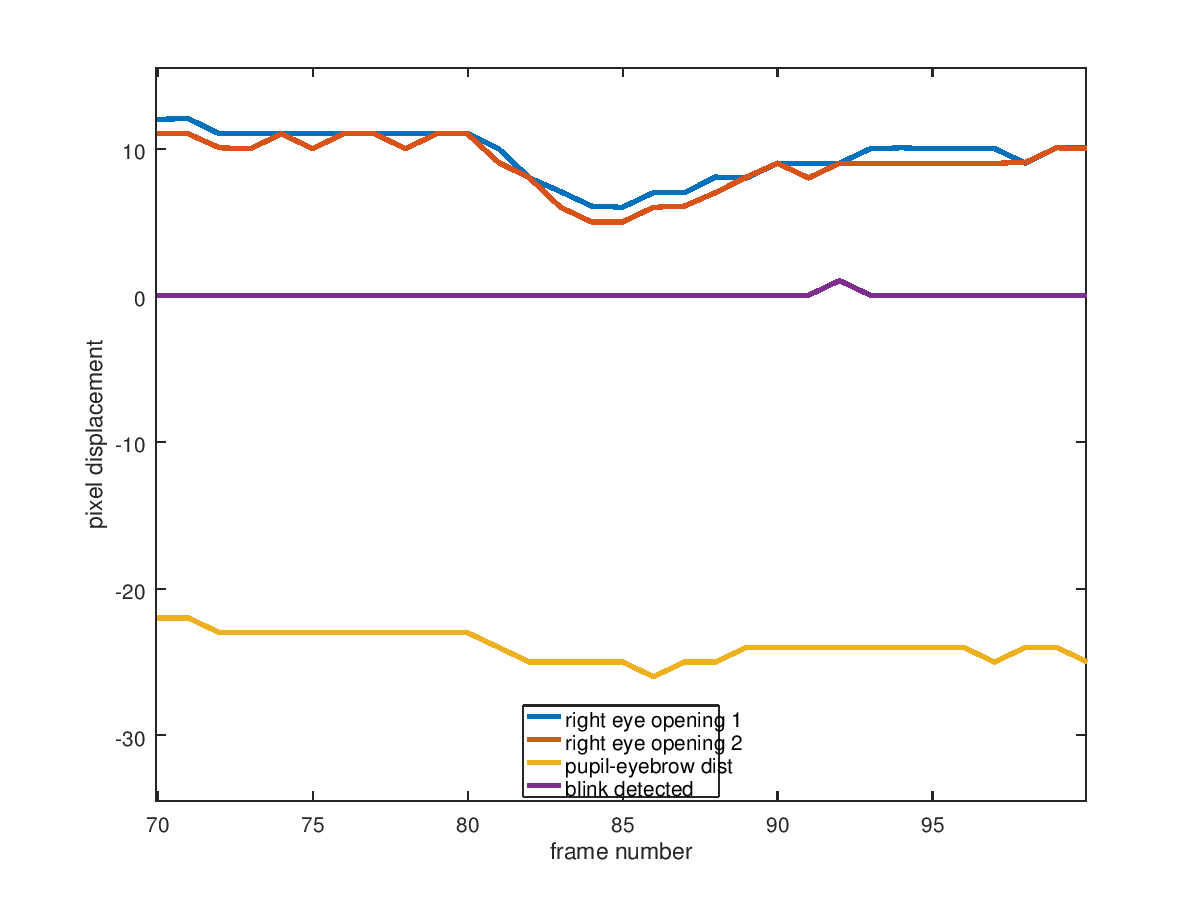 10
0
-10
-20
-30
pixel displacement
right eye opening 1
right eye opening 2
pupil-eyebrow dist
blink detected
70 75 80 85 90 95
frame number